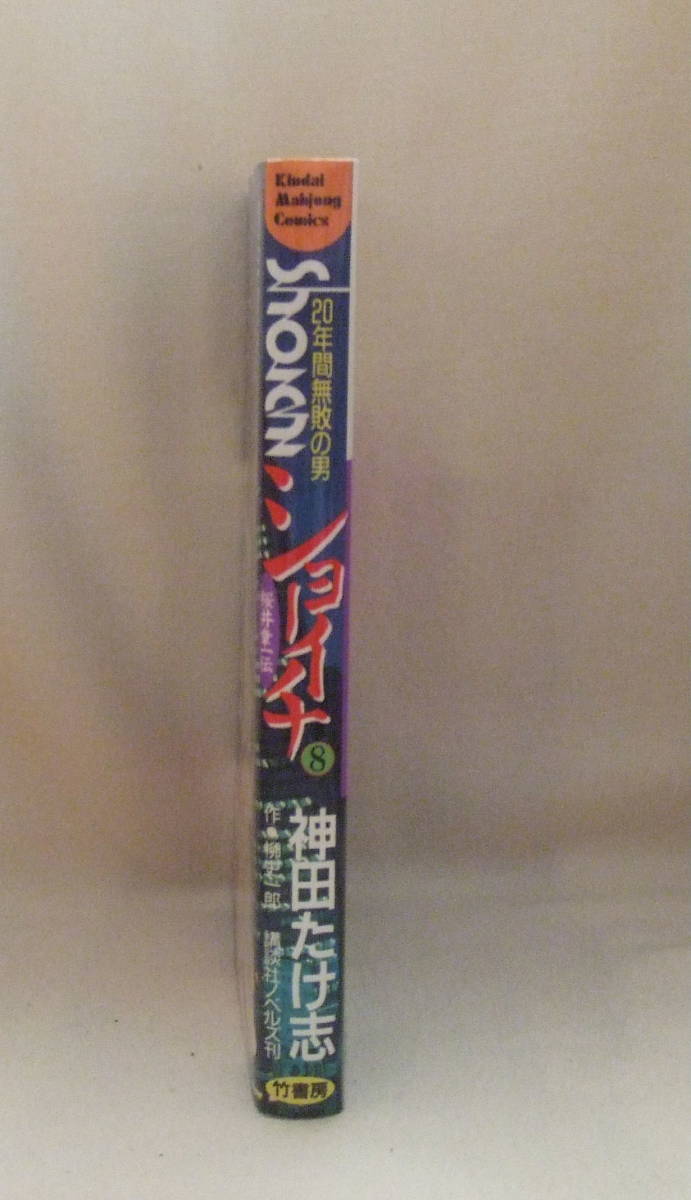 Kindai
Mahjong
Comics
Shoichi
20年間無敗の男
ショーイチ
桜井章一伝
8
神田たけ志
作●柳史一郎
講談社ノベルズ刊
竹書房